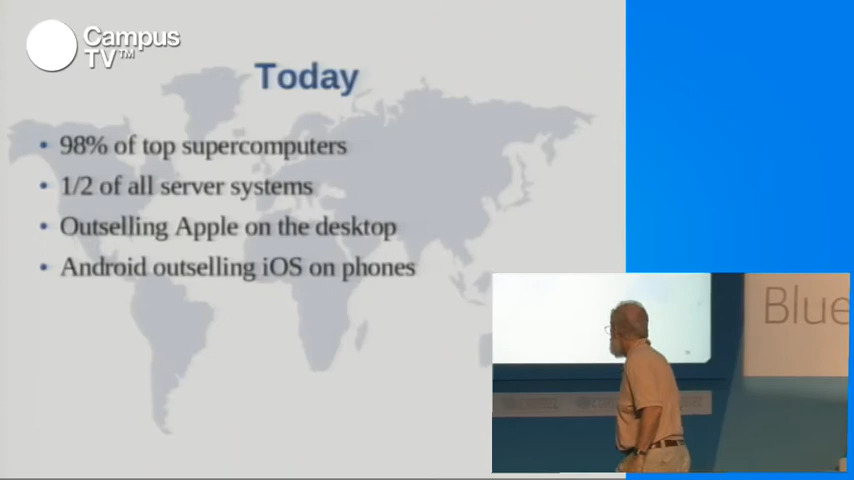 Campus
TV™
Today
• 98% of top supercomputers
• 1/2 of all server systems
• Outselling Apple on the desktop
• Android outselling iOS on phones
Blue